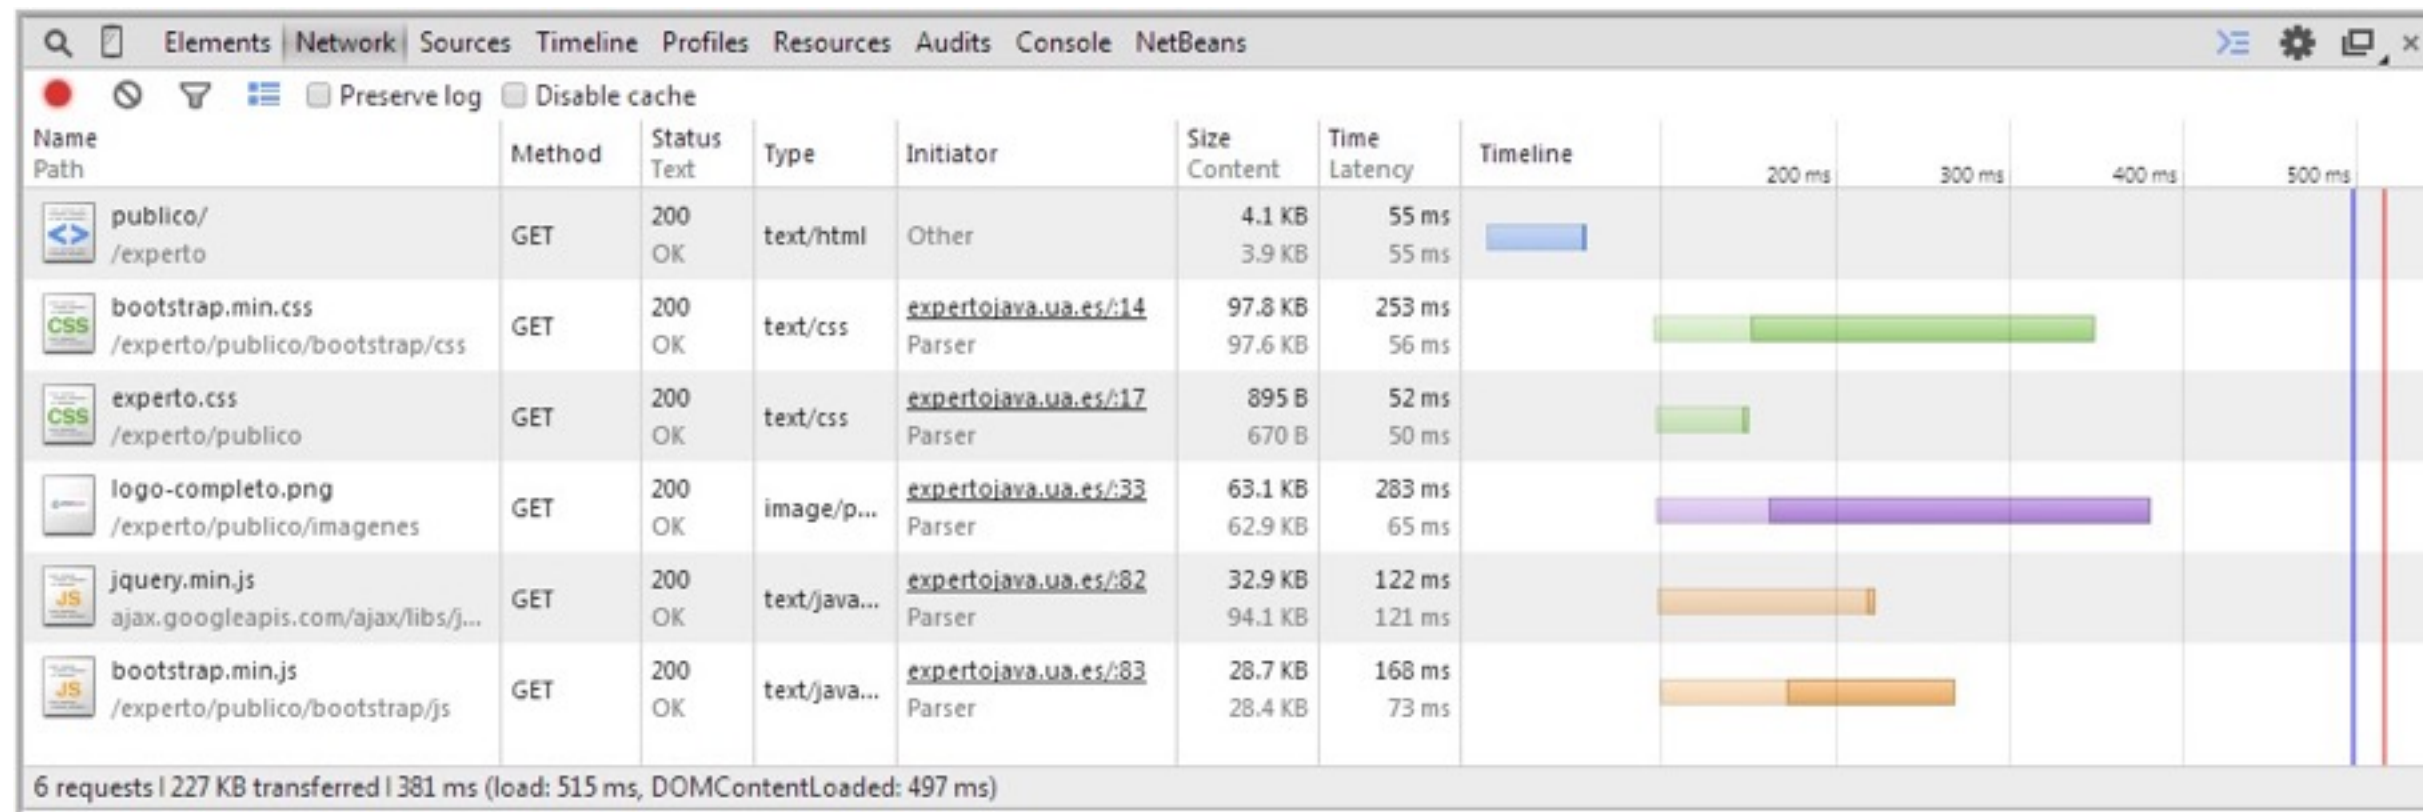 Elements Network Sources Timeline Profiles Resources Audits Console NetBeans
Preserve log Disable cache
Name Path Method Status Text Type Initiator Size Content Time Latency Timeline 200 ms 300 ms 400 ms 500 ms
publico/ GET 200 text/html Other 4.1 KB 55 ms
/experto OK 3.9 KB 55 ms
bootstrap.min.css GET 200 text/css expertojava.ua.es/:14 97.8 KB 253 ms
/experto/publico/bootstrap/css OK Parser 97.6 KB 56 ms
experto.css GET 200 text/css expertojava.ua.es/:17 895 B 52 ms
/experto/publico OK Parser 670 B 50 ms
logo-completo.png GET 200 image/p... expertojava.ua.es/:33 63.1 KB 283 ms
/experto/publico/imagenes OK Parser 62.9 KB 65 ms
jquery.min.js GET 200 text/java... expertojava.ua.es/:82 32.9 KB 122 ms
ajax.googleapis.com/ajax/libs/j... OK Parser 94.1 KB 121 ms
bootstrap.min.js GET 200 text/java... expertojava.ua.es/:83 28.7 KB 168 ms
/experto/publico/bootstrap/js OK Parser 28.4 KB 73 ms
6 requests | 227 KB transferred | 381 ms (load: 515 ms, DOMContentLoaded: 497 ms)